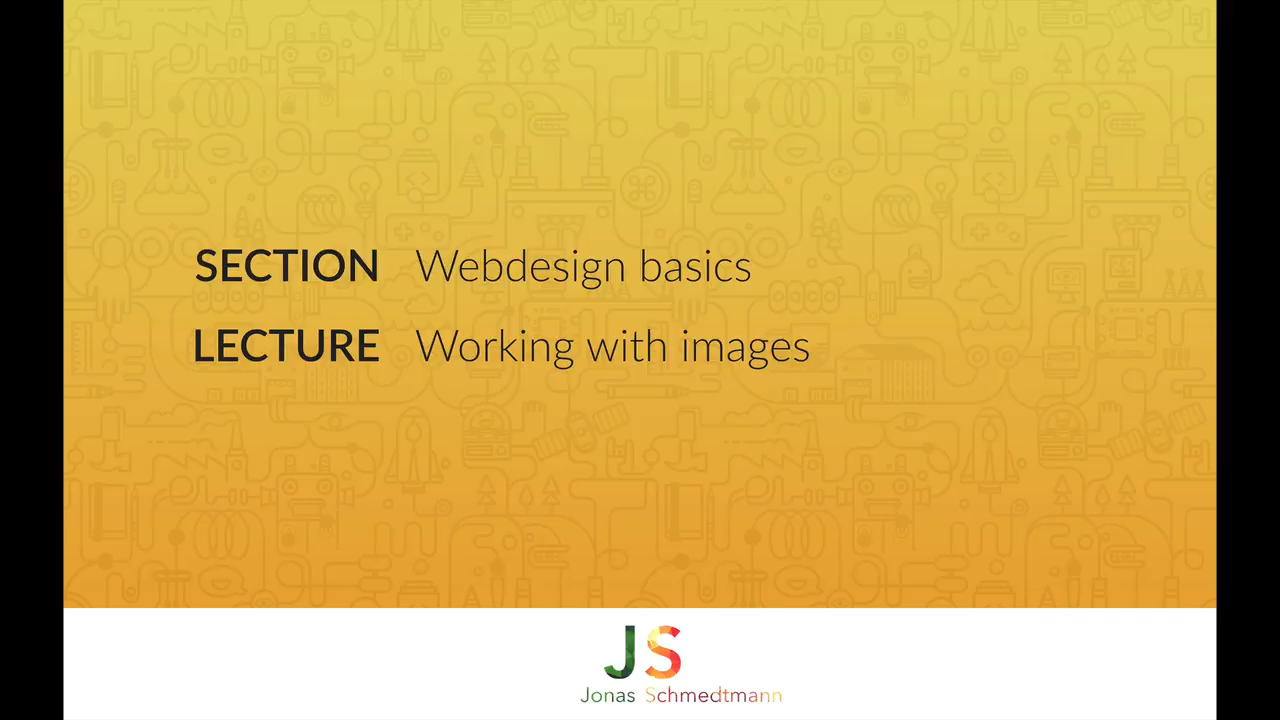 SECTION Webdesign basics
LECTURE Working with images
JS
Jonas Schmedtmann